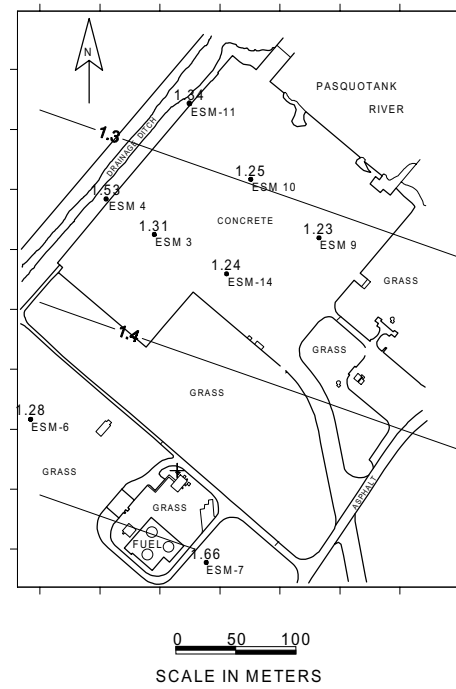 N
PASQUOTANK
RIVER
1.34
ESM-11
1.3
DRAINAGE DITCH
1.25
ESM 10
1.53
ESM 4
CONCRETE
1.31
ESM 3
1.23
ESM 9
1.24
ESM-14
GRASS
1.4
GRASS
GRASS
1.28
ESM-6
GRASS
ASPHALT
GRASS
FUEL
1.66
ESM-7
0 50 100
SCALE IN METERS